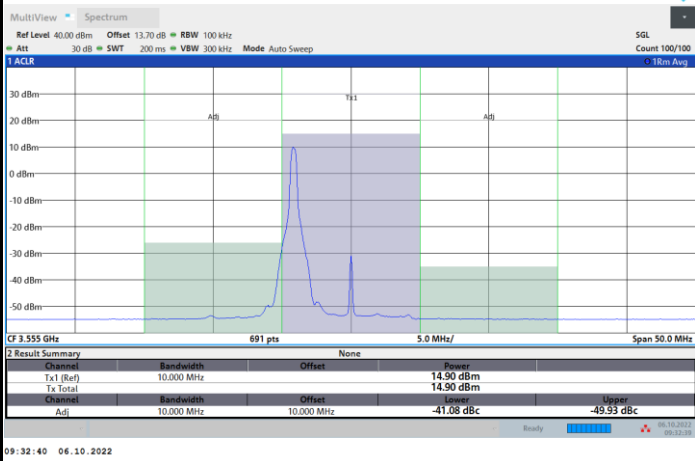 MultiView Spectrum
Ref Level 40.00 dBm Offset 13.70 dB RBW 100 kHz SGL
Att 30 dB SWT 200 ms VBW 300 kHz Mode Auto Sweep Count 100/100
1 ACLR 1Rm Avg
30 dBm
Tx1
20 dBm
Adj Adj
10 dBm
0 dBm
-10 dBm
-20 dBm
-30 dBm
-40 dBm
-50 dBm
CF 3.555 GHz 691 pts 5.0 MHz/ Span 50.0 MHz
2 Result Summary None
Channel Bandwidth Offset Power
Tx1 (Ref) 10.000 MHz 14.90 dBm
Tx Total 14.90 dBm
Channel Bandwidth Offset Lower Upper
Adj 10.000 MHz 10.000 MHz -41.08 dBc -49.93 dBc
Ready 06.10.2022
09:32:39
09:32:40 06.10.2022